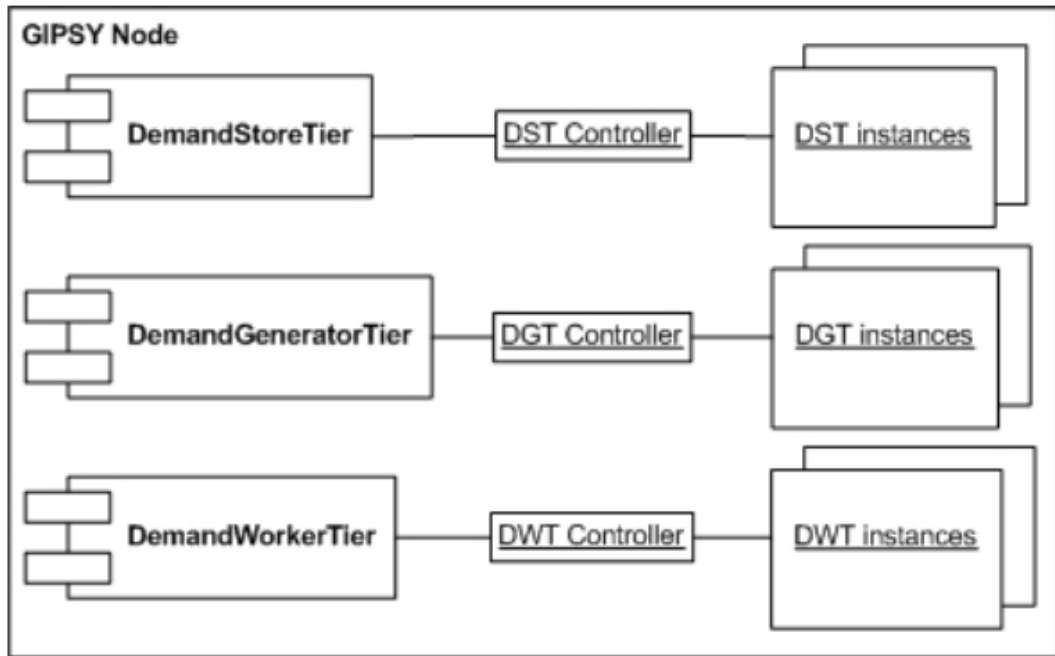 GIPSY Node
DemandStoreTier
DST Controller
DST instances
DemandGeneratorTier
DGT Controller
DGT instances
DemandWorkerTier
DWT Controller
DWT instances